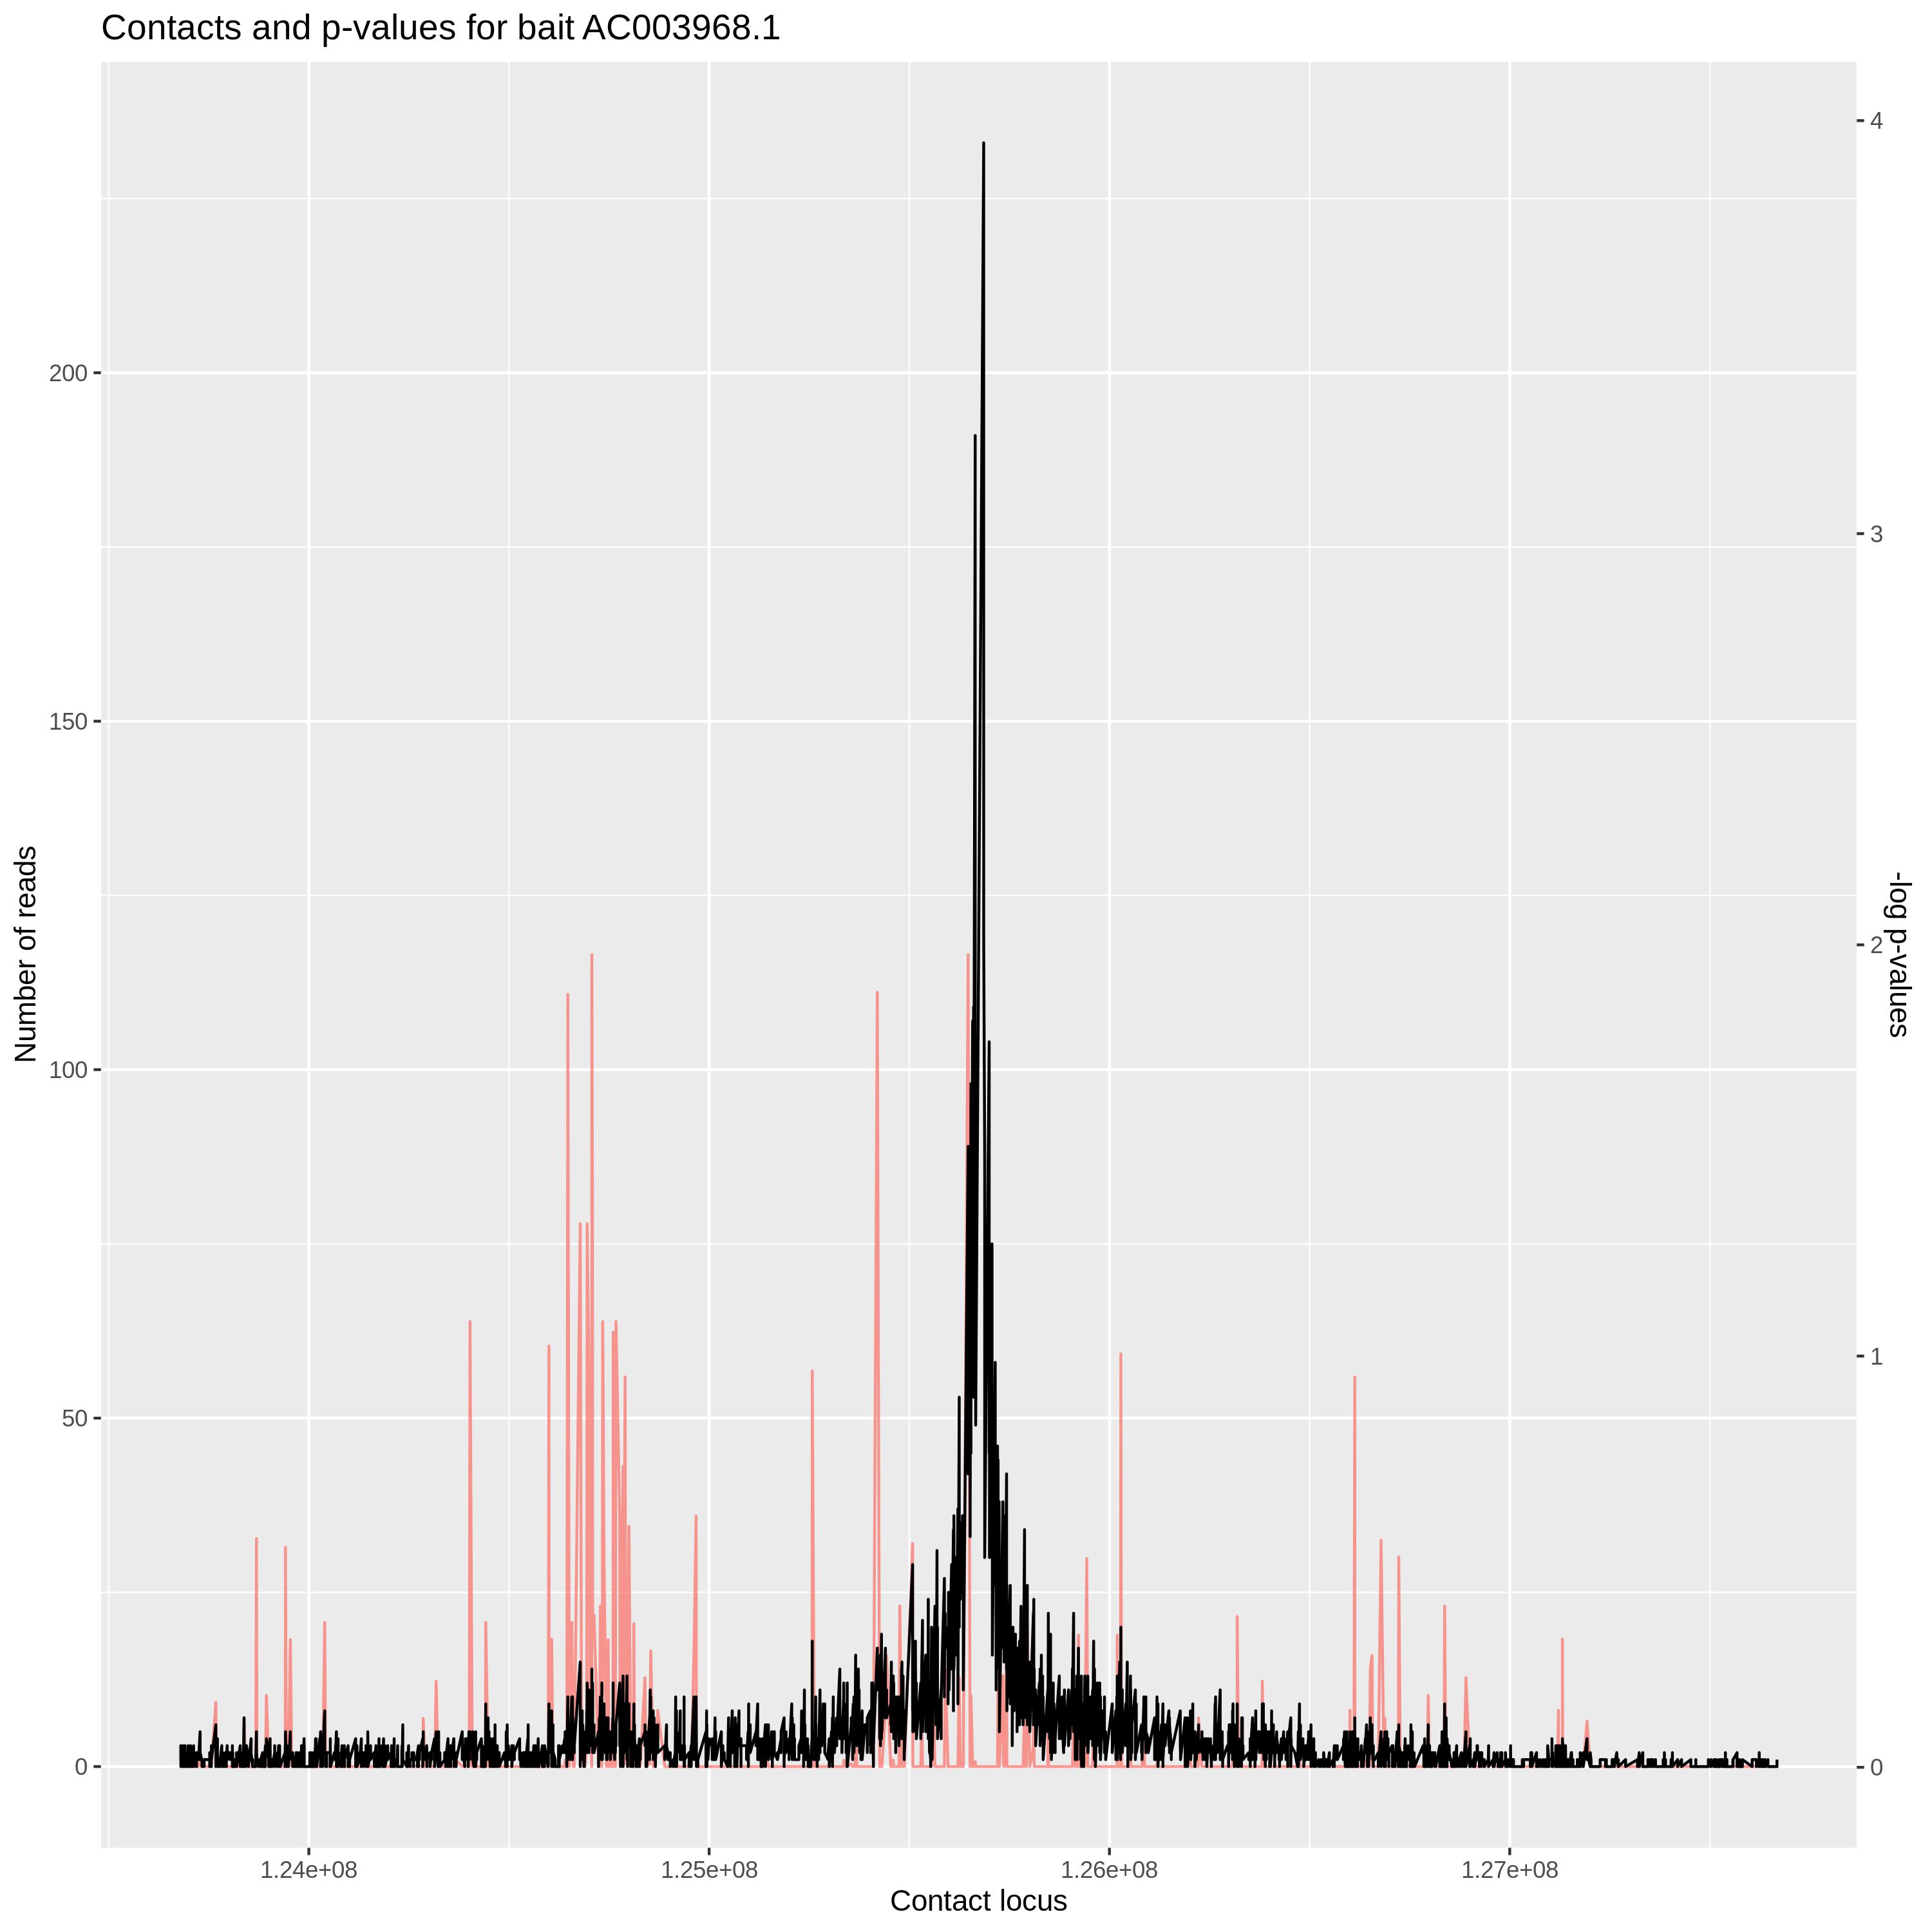 Contacts and p-values for bait AC003968.1
Number of reads
200
150
100
50
0
4
3
2
1
0
-log p-values
1.24e+08 1.25e+08 1.26e+08 1.27e+08
Contact locus